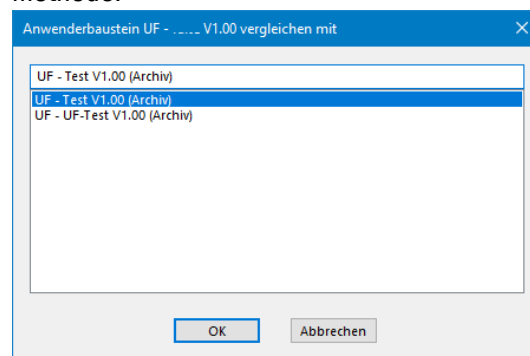 Anwenderbaustein UF - V1.00 vergleichen mit
UF - Test V1.00 (Archiv)
UF - Test V1.00 (Archiv)
UF - UF-Test V1.00 (Archiv)
OK
Abbrechen